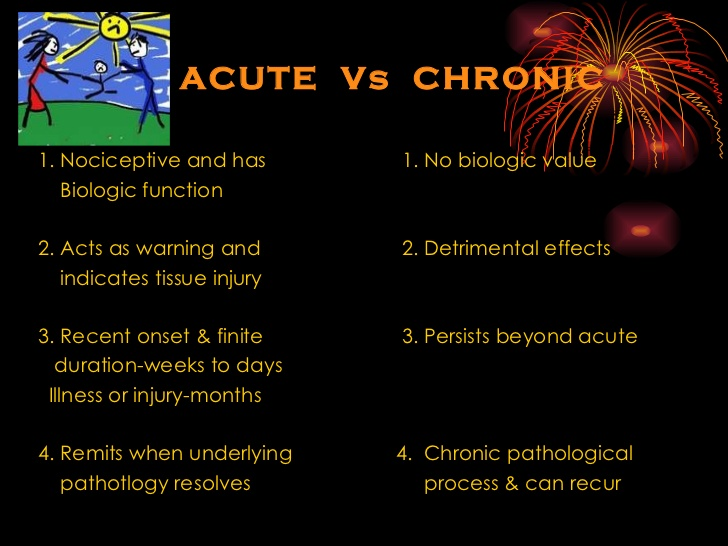 ACUTE Vs CHRONIC
1. Nociceptive and has
Biologic function
2. Acts as warning and
indicates tissue injury
3. Recent onset & finite
duration-weeks to days
Illness or injury-months
4. Remits when underlying
pathotlogy resolves
1. No biologic value
2. Detrimental effects
3. Persists beyond acute
4. Chronic pathological
process & can recur